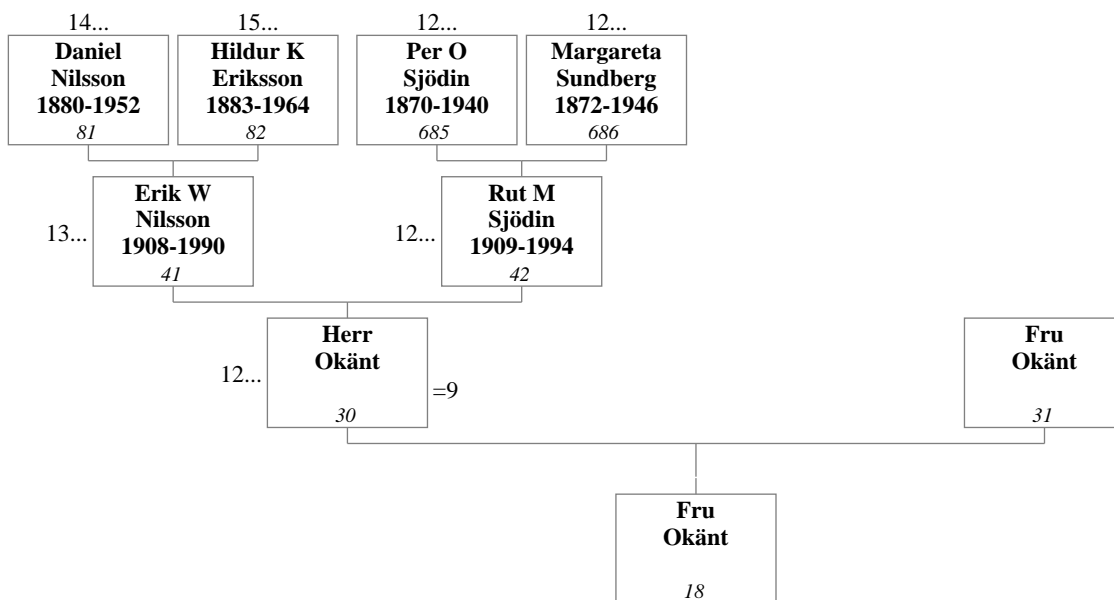 14...
15...
12...
12...
Daniel
Nilsson
1880-1952
81
Hildur K
Eriksson
1883-1964
82
Per O
Sjödin
1870-1940
685
Margareta
Sundberg
1872-1946
686
13...
Erik W
Nilsson
1908-1990
41
12...
Rut M
Sjödin
1909-1994
42
12...
Herr
Okänt
30
=9
Fru
Okänt
31
Fru
Okänt
18